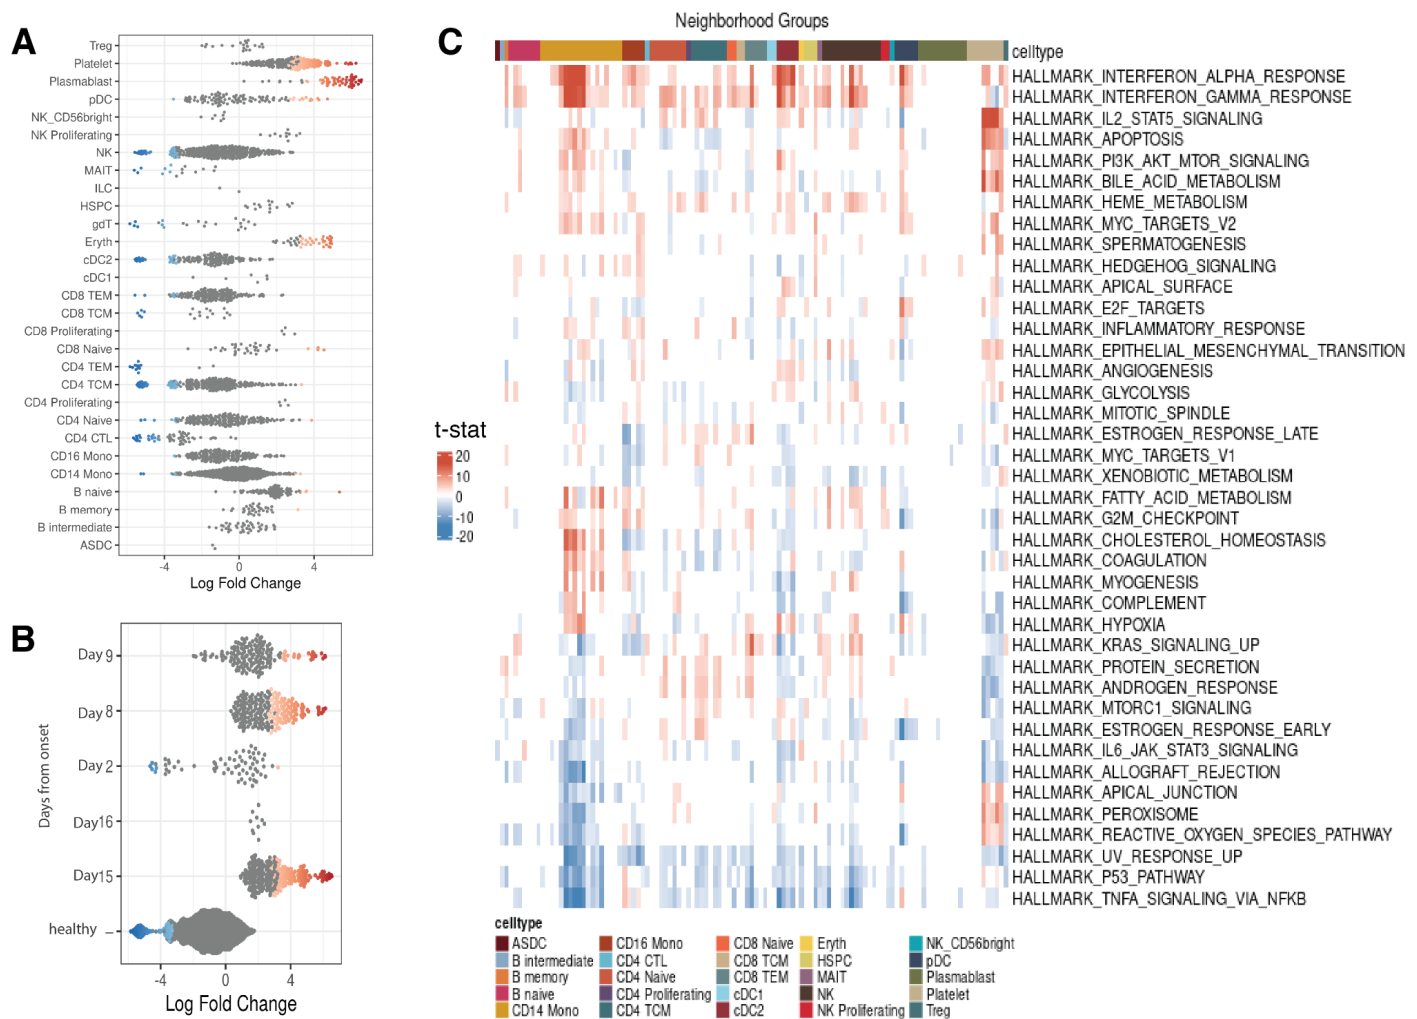 A
Treg
Platelet
Plasmablast
pDC
NK_CD56bright
NK Proliferating
NK
MAIT
ILC
HSPC
gdT
Eryth
cDC2
cDC1
CD8 TEM
CD8 TCM
CD8 Proliferating
CD8 Naive
CD4 TEM
CD4 TCM
CD4 Proliferating
CD4 Naive
CD4 CTL
CD16 Mono
CD14 Mono
B naive
B memory
B intermediate
ASDC
-4 0 4
Log Fold Change
B
Days from onset
Day 9
Day 8
Day 2
Day16
Day15
healthy
-4 0 4
Log Fold Change
C
Neighborhood Groups
celltype
HALLMARK_INTERFERON_ALPHA_RESPONSE
HALLMARK_INTERFERON_GAMMA_RESPONSE
HALLMARK_IL2_STAT5_SIGNALING
HALLMARK_APOPTOSIS
HALLMARK_PI3K_AKT_MTOR_SIGNALING
HALLMARK_BILE_ACID_METABOLISM
HALLMARK_HEME_METABOLISM
HALLMARK_MYC_TARGETS_V2
HALLMARK_SPERMATOGENESIS
HALLMARK_HEDGEHOG_SIGNALING
HALLMARK_APICAL_SURFACE
HALLMARK_E2F_TARGETS
HALLMARK_INFLAMMATORY_RESPONSE
HALLMARK_EPITHELIAL_MESENCHYMAL_TRANSITION
HALLMARK_ANGIOGENESIS
HALLMARK_GLYCOLYSIS
HALLMARK_MITOTIC_SPINDLE
HALLMARK_ESTROGEN_RESPONSE_LATE
HALLMARK_MYC_TARGETS_V1
HALLMARK_XENOBIOTIC_METABOLISM
HALLMARK_FATTY_ACID_METABOLISM
HALLMARK_G2M_CHECKPOINT
HALLMARK_CHOLESTEROL_HOMEOSTASIS
HALLMARK_COAGULATION
HALLMARK_MYOGENESIS
HALLMARK_COMPLEMENT
HALLMARK_HYPOXIA
HALLMARK_KRAS_SIGNALING_UP
HALLMARK_PROTEIN_SECRETION
HALLMARK_ANDROGEN_RESPONSE
HALLMARK_MTORC1_SIGNALING
HALLMARK_ESTROGEN_RESPONSE_EARLY
HALLMARK_IL6_JAK_STAT3_SIGNALING
HALLMARK_ALLOGRAFT_REJECTION
HALLMARK_APICAL_JUNCTION
HALLMARK_PEROXISOME
HALLMARK_REACTIVE_OXYGEN_SPECIES_PATHWAY
HALLMARK_UV_RESPONSE_UP
HALLMARK_P53_PATHWAY
HALLMARK_TNFA_SIGNALING_VIA_NFKB
t-stat
20
10
0
-10
-20
celltype
ASDC CD16 Mono CD8 Naive Eryth NK_CD56bright
B intermediate CD4 CTL CD8 TCM HSPC pDC
B memory CD4 Naive CD8 TEM MAIT Plasmablast
B naive CD4 Proliferating cDC1 NK Platelet
CD14 Mono CD4 TCM cDC2 NK Proliferating Treg